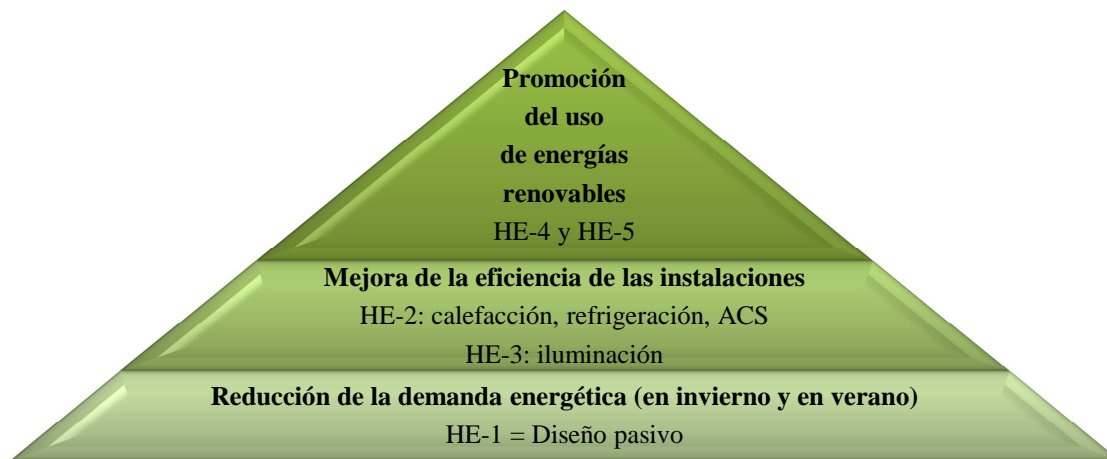 Promoción
del uso
de energías
renovables
HE-4 y HE-5
Mejora de la eficiencia de las instalaciones
HE-2: calefacción, refrigeración, ACS
HE-3: iluminación
Reducción de la demanda energética (en invierno y en verano)
HE-1 = Diseño pasivo